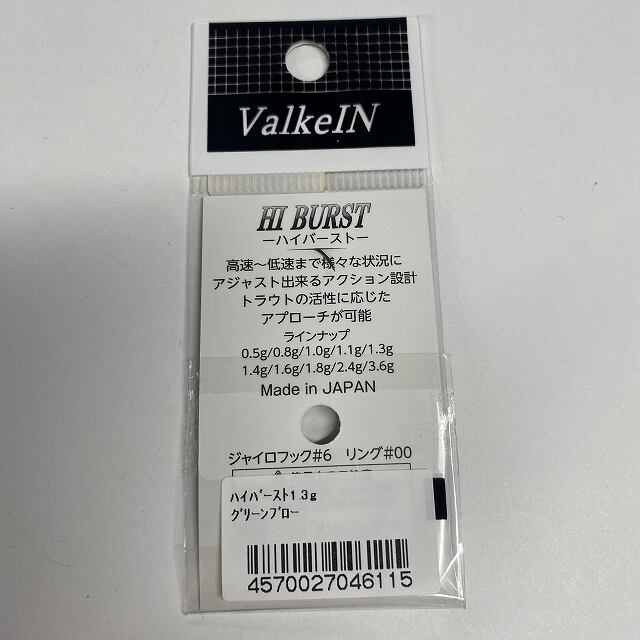 ValkeIN
HI BURST
ーハイバーストー
高速〜低速まで様々な状況に
アジャスト出来るアクション設計
トラウトの活性に応じた
アプローチが可能
ラインナップ
0.5g/0.8g/1.0g/1.1g/1.3g
1.4g/1.6g/1.8g/2.4g/3.6g
Made in JAPAN
ジャイロフック#6 リング#00
ﾊｲﾊﾞｰｽﾄ1.3g
ｸﾞﾘｰﾝﾌﾞﾛｰ
4570027046115